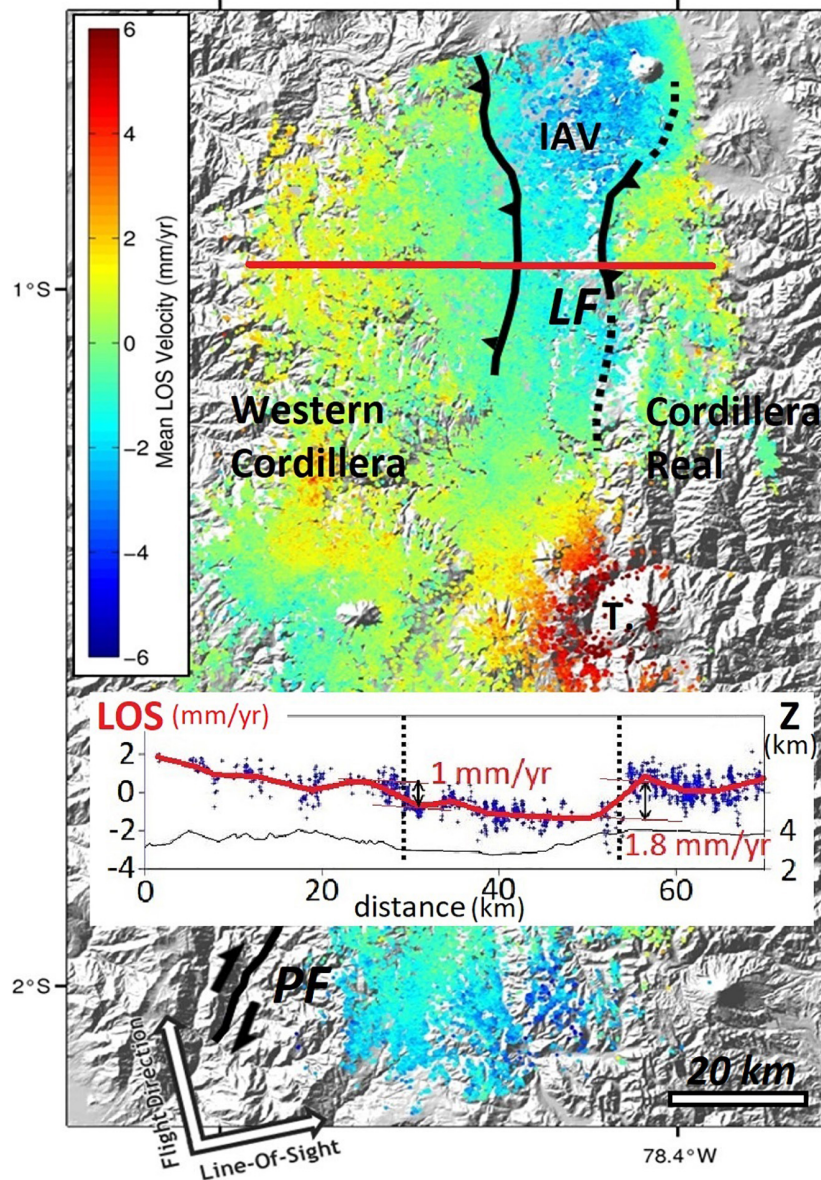 6
4
2
0
−2
−4
−6
Mean LOS Velocity (mm/yr)
IAV
1°S
LF
Western
Cordillera
Cordillera
Real
T.
LOS (mm/yr)
Z
(km)
2
0
-2
-4
1 mm/yr
1.8 mm/yr
4
2
0
20
40
60
distance (km)
2°S
PF
20 km
Flight Direction
Line-Of-Sight
78.4°W